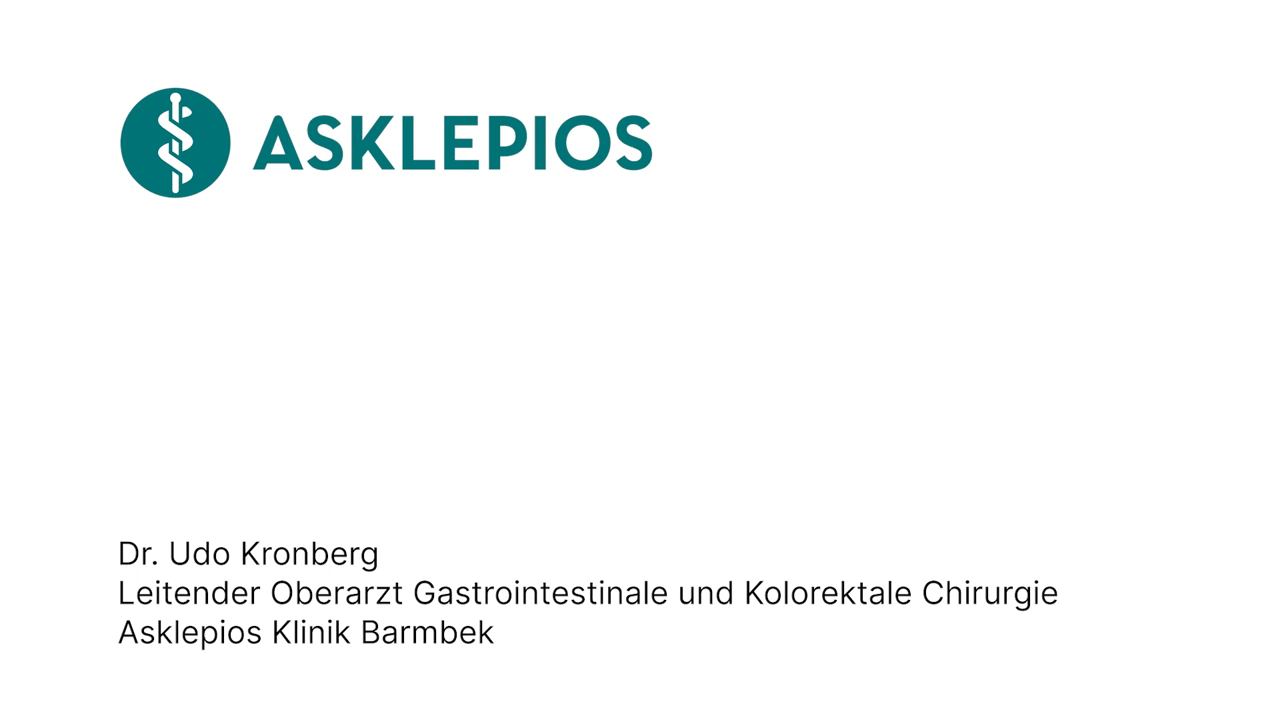 ASKLEPIOS
Dr. Udo Kronberg
Leitender Oberarzt Gastrointestinale und Kolorektale Chirurgie
Asklepios Klinik Barmbek